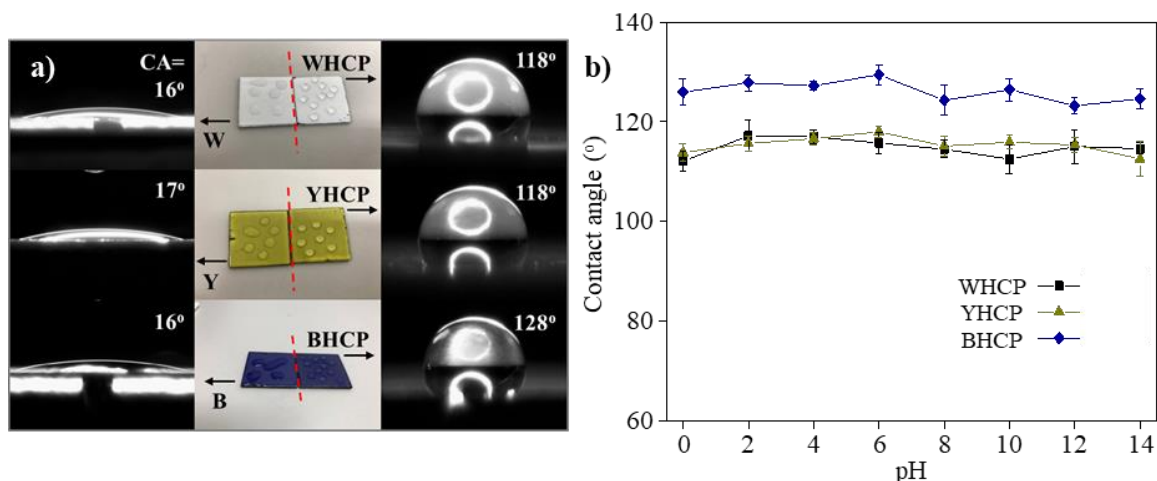 a)
CA=
16°
WHCP
W
118°
17°
YHCP
Y
118°
16°
BHCP
B
128°
b)
Contact angle (°)
140
120
100
80
60
WHCP
YHCP
BHCP
0 2 4 6 8 10 12 14
pH